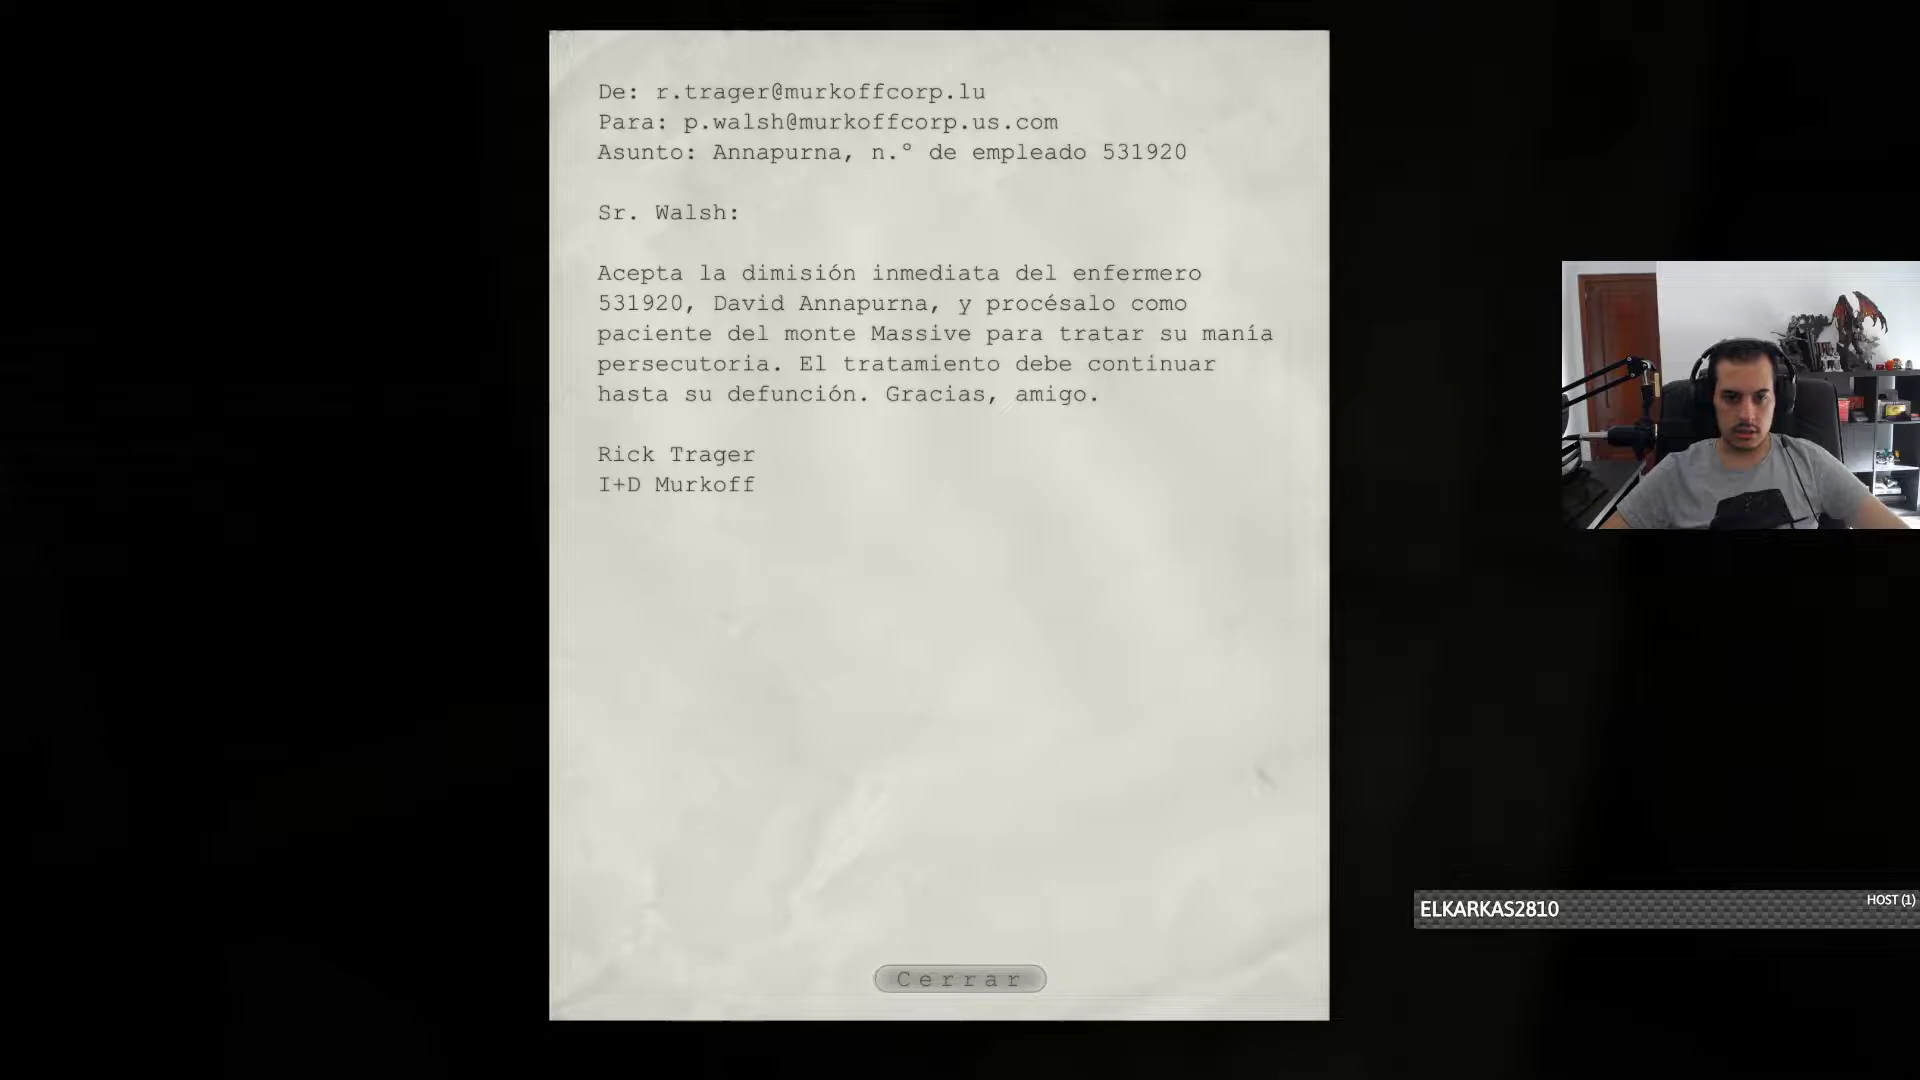 De: r.trager@murkoffcorp.lu
Para: p.walsh@murkoffcorp.us.com
Asunto: Annapurna, n.º de empleado 531920
Sr. Walsh:
Acepta la dimisión inmediata del enfermero
531920, David Annapurna, y procésalo como
paciente del monte Massive para tratar su manía
persecutoria. El tratamiento debe continuar
hasta su defunción. Gracias, amigo.
Rick Trager
I+D Murkoff
HOST (1)
ELKARKAS2810
Cerrar